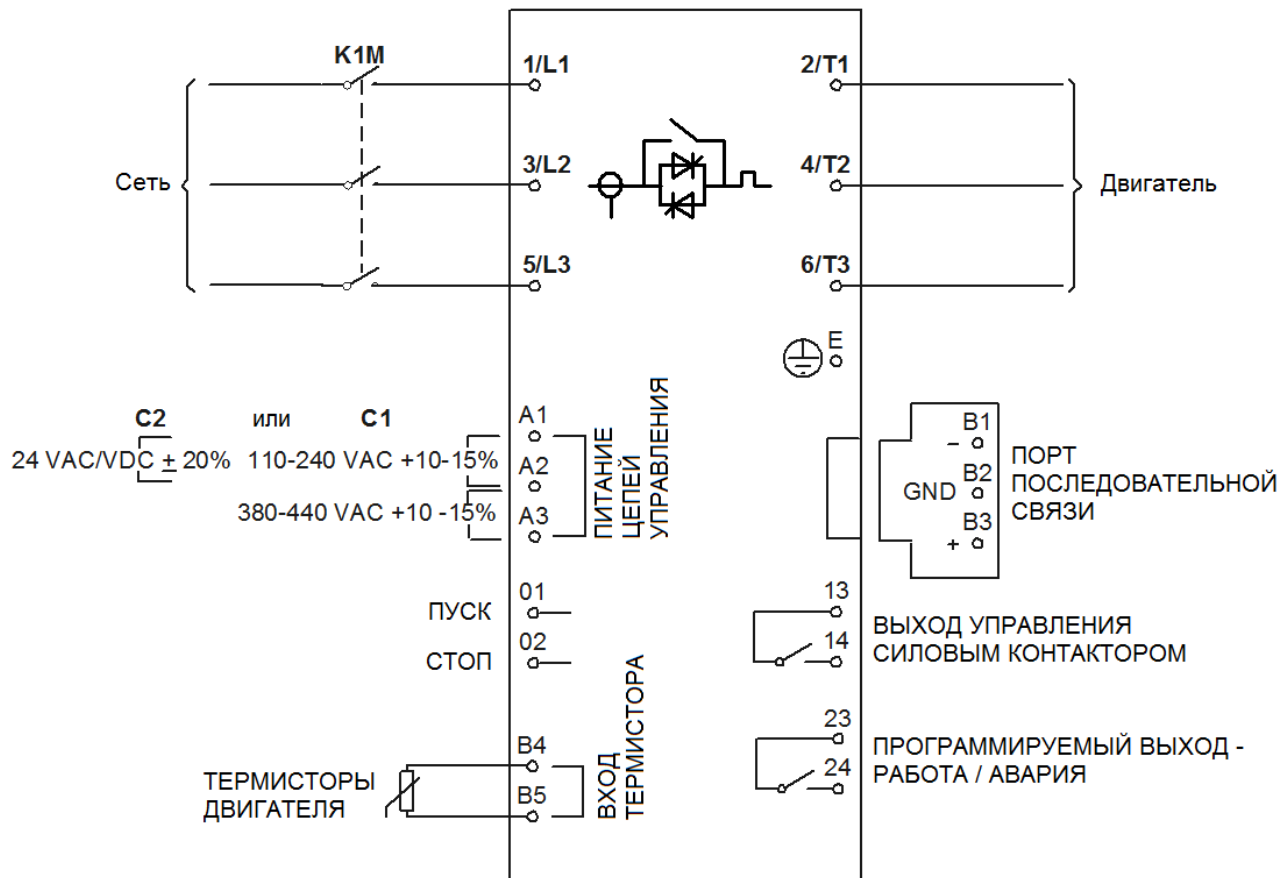 K1M
1/L1
2/T1
3/L2
4/T2
Сеть
Двигатель
5/L3
6/T3
E
C2 или C1
24 VAC/VDC ± 20% 110-240 VAC +10-15%
380-440 VAC +10 -15%
A1
A2
A3
ПИТАНИЕ
ЦЕПЕЙ
УПРАВЛЕНИЯ
B1
–
B2
GND
B3
+
ПОРТ
ПОСЛЕДОВАТЕЛЬНОЙ
СВЯЗИ
01
ПУСК
02
СТОП
13
14
ВЫХОД УПРАВЛЕНИЯ
СИЛОВЫМ КОНТАКТОРОМ
23
24
ПРОГРАММИРУЕМЫЙ ВЫХОД -
РАБОТА / АВАРИЯ
B4
B5
ТЕРМИСТОРЫ
ДВИГАТЕЛЯ
ВХОД
ТЕРМИСТОРА